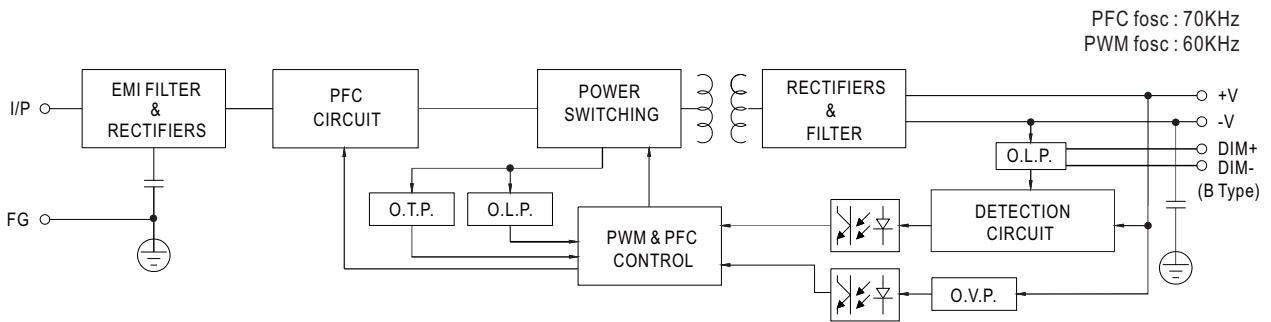 PFC fosc : 70KHz
PWM fosc : 60KHz
I/P
EMI FILTER
&
RECTIFIERS
PFC
CIRCUIT
POWER
SWITCHING
RECTIFIERS
&
FILTER
+V
-V
DIM+
DIM-
(B Type)
O.L.P.
FG
O.T.P.
O.L.P.
PWM & PFC
CONTROL
DETECTION
CIRCUIT
O.V.P.